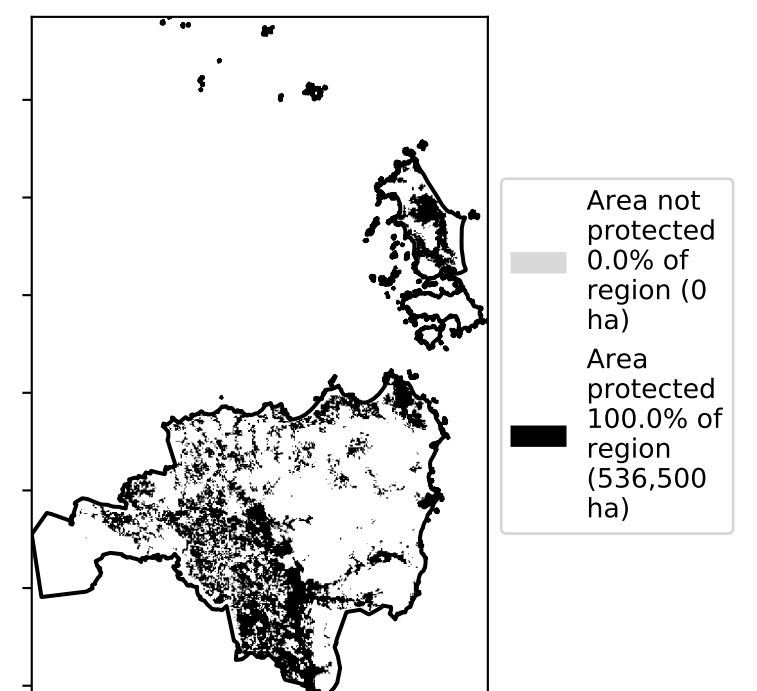 Area not
protected
0.0% of
region (0
ha)
Area
protected
100.0% of
region
(536,500
ha)